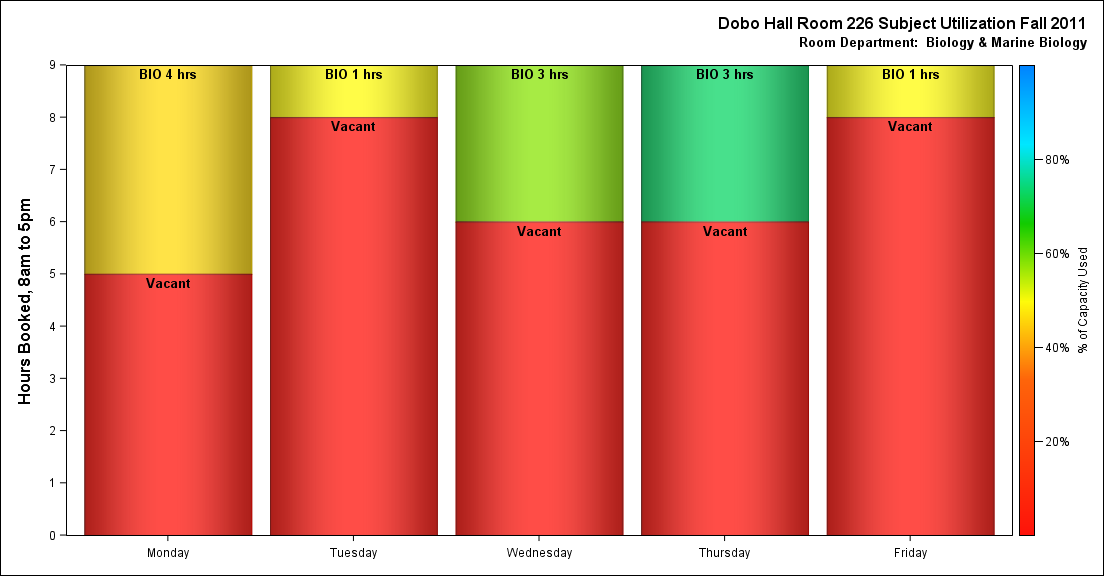 Dobo Hall Room 226 Subject Utilization Fall 2011
Room Department:  Biology & Marine Biology
Hours Booked, 8am to 5pm
9
8
7
6
5
4
3
2
1
0
BIO 4 hrs
Vacant
BIO 1 hrs
Vacant
BIO 3 hrs
Vacant
BIO 3 hrs
Vacant
BIO 1 hrs
Vacant
Monday
Tuesday
Wednesday
Thursday
Friday
80%
60%
40%
20%
% of Capacity Used